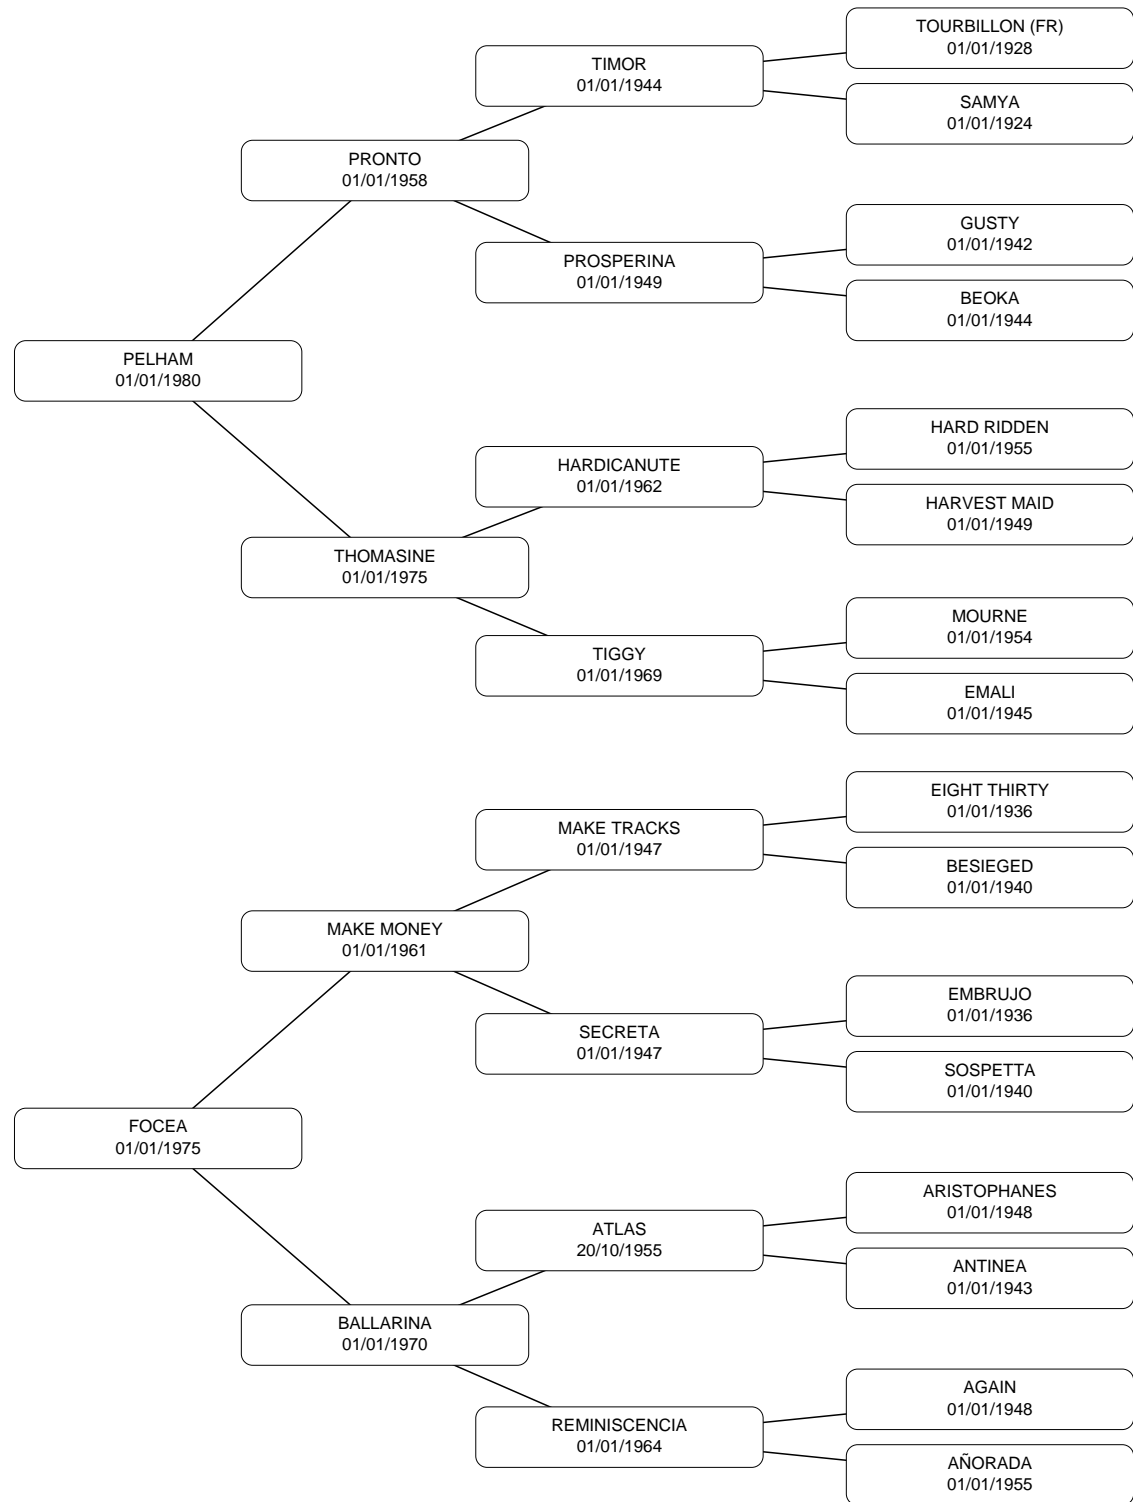 TOURBILLON (FR)
01/01/1928
TIMOR
01/01/1944
SAMYA
01/01/1924
PRONTO
01/01/1958
GUSTY
01/01/1942
PROSPERINA
01/01/1949
BEOKA
01/01/1944
PELHAM
01/01/1980
HARD RIDDEN
01/01/1955
HARDICANUTE
01/01/1962
HARVEST MAID
01/01/1949
THOMASINE
01/01/1975
MOURNE
01/01/1954
TIGGY
01/01/1969
EMALI
01/01/1945
EIGHT THIRTY
01/01/1936
MAKE TRACKS
01/01/1947
BESIEGED
01/01/1940
MAKE MONEY
01/01/1961
EMBRUJO
01/01/1936
SECRETA
01/01/1947
SOSPETTA
01/01/1940
FOCEA
01/01/1975
ARISTOPHANES
01/01/1948
ATLAS
20/10/1955
ANTINEA
01/01/1943
BALLARINA
01/01/1970
AGAIN
01/01/1948
REMINISCENCIA
01/01/1964
AÑORADA
01/01/1955